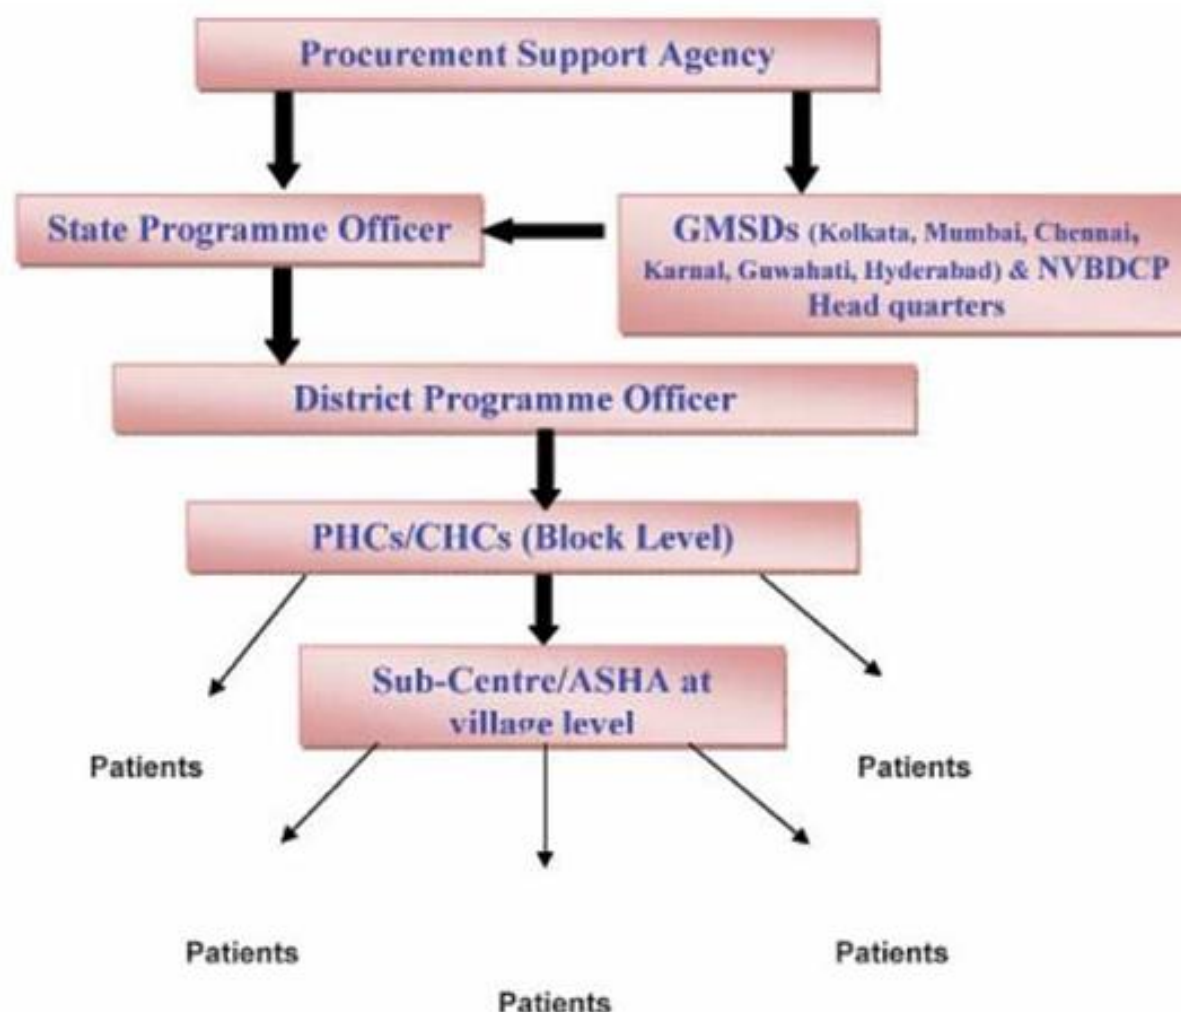 Procurement Support Agency
State Programme Officer
GMSDs (Kolkata, Mumbai, Chennai,
Karnal, Guwahati, Hyderabad) & NVBDCP
Head quarters
District Programme Officer
PHCs/CHCs (Block Level)
Sub-Centre/ASHA at
village level
Patients
Patients
Patients
Patients
Patients